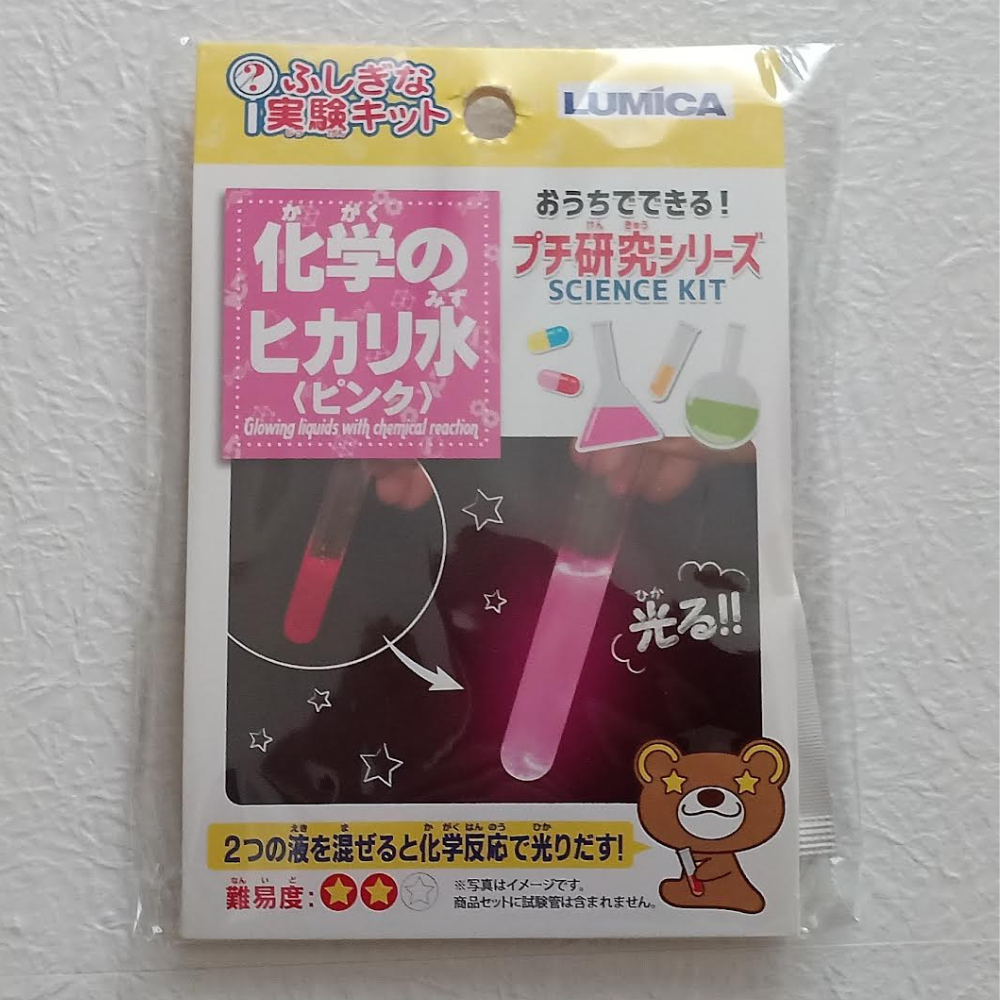 ふしぎな
実験キット
LUMICA
化学の
ヒカリ水
〈ピンク〉
Glowing liquids with chemical reaction
おうちでできる!
プチ研究シリーズ
SCIENCE KIT
光る!!
2つの液を混ぜると化学反応で光りだす!
難易度:
※写真はイメージです。
商品セットに試験管は含まれません。